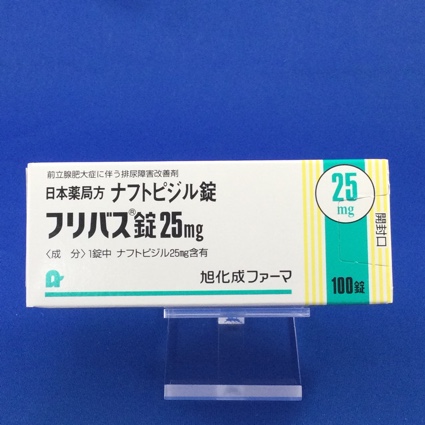 前立腺肥大症に伴う排尿障害改善剤
日本薬局方 ナフトピジル錠
フリバス®錠25mg
〈成 分〉1錠中 ナフトピジル25mg含有
旭化成ファーマ
25
mg
開封口
100錠